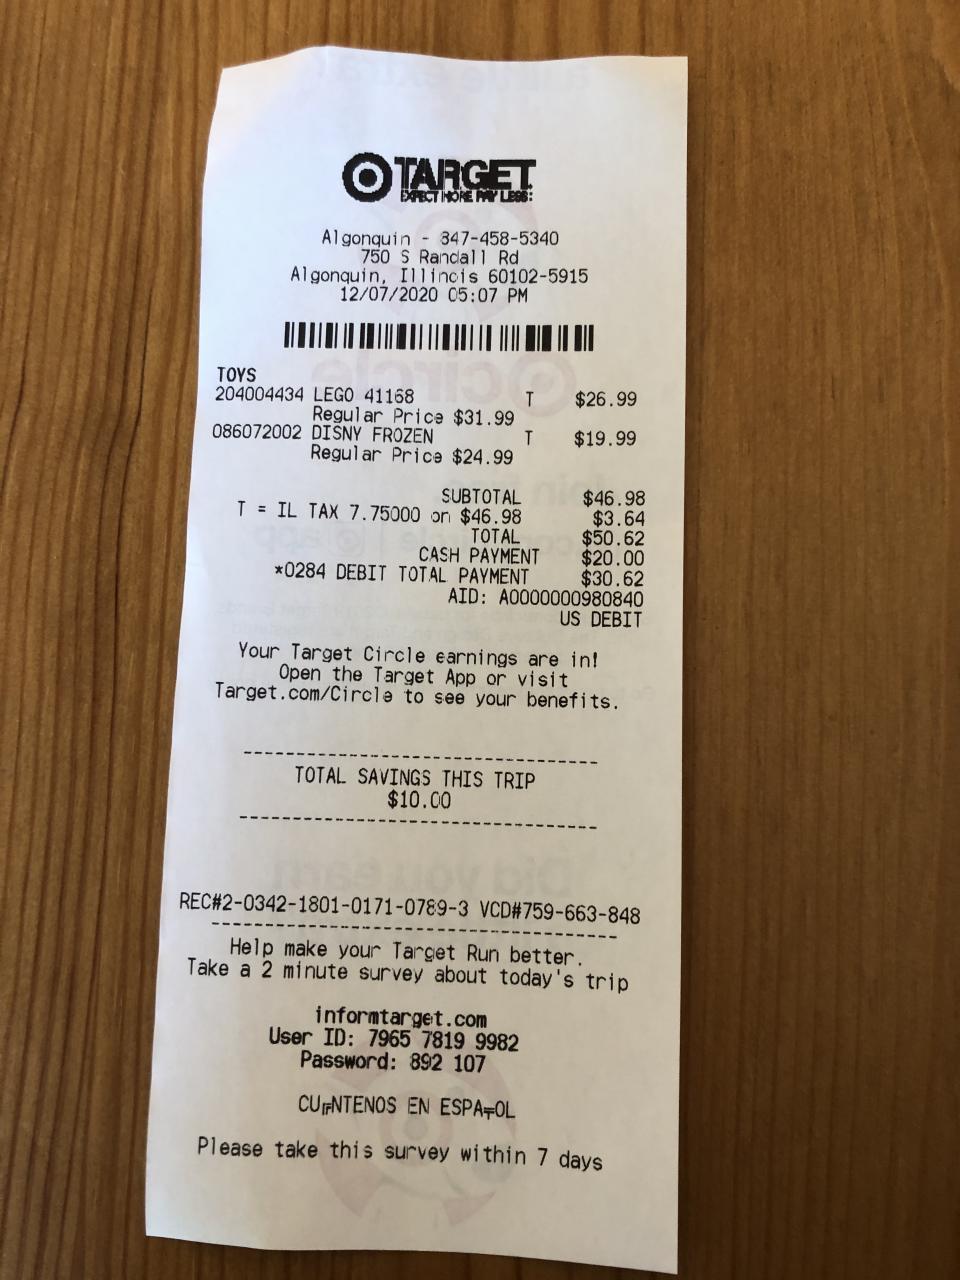 TARGET
EXPECT MORE PAY LESS:
Algonquin - 847-458-5340
750 S Randall Rd
Algonquin, Illinois 60102-5915
12/07/2020 05:07 PM
TOYS
204004434 LEGO 41168 T $26.99
Regular Price $31.99
086072002 DISNY FROZEN T $19.99
Regular Price $24.99
SUBTOTAL $46.98
T = IL TAX 7.75000 on $46.98 $3.64
TOTAL $50.62
CASH PAYMENT $20.00
*0284 DEBIT TOTAL PAYMENT $30.62
AID: A0000000980840
US DEBIT
Your Target Circle earnings are in!
Open the Target App or visit
Target.com/Circle to see your benefits.
TOTAL SAVINGS THIS TRIP
$10.00
REC#2-0342-1801-0171-0789-3 VCD#759-663-848
Help make your Target Run better.
Take a 2 minute survey about today's trip
informtarget.com
User ID: 7965 7819 9982
Password: 892 107
CU╔NTENOS EN ESPA╤OL
Please take this survey within 7 days